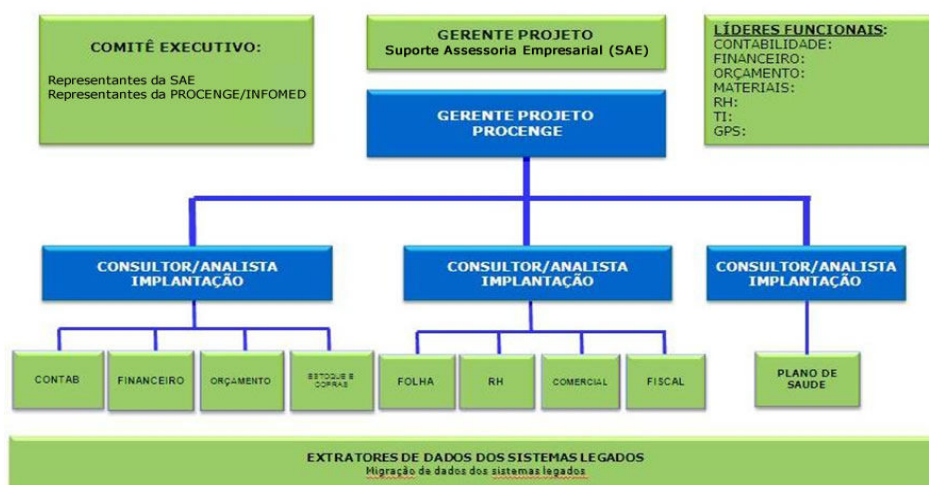 COMITÊ EXECUTIVO:
Representantes da SAE
Representantes da PROCENGE/INFOMED
GERENTE PROJETO
Suporte Assessoria Empresarial (SAE)
LÍDERES FUNCIONAIS:
CONTABILIDADE:
FINANCEIRO:
ORÇAMENTO:
MATERIAIS:
RH:
TI:
GPS:
GERENTE PROJETO
PROCENGE
CONSULTOR/ANALISTA
IMPLANTAÇÃO
CONSULTOR/ANALISTA
IMPLANTAÇÃO
CONSULTOR/ANALISTA
IMPLANTAÇÃO
CONTAB
FINANCEIRO
ORÇAMENTO
ESTOQUE E
COPRAS
FOLHA
RH
COMERCIAL
FISCAL
PLANO DE
SAUDE
EXTRATORES DE DADOS DOS SISTEMAS LEGADOS
Migração de dados dos sistemas legados